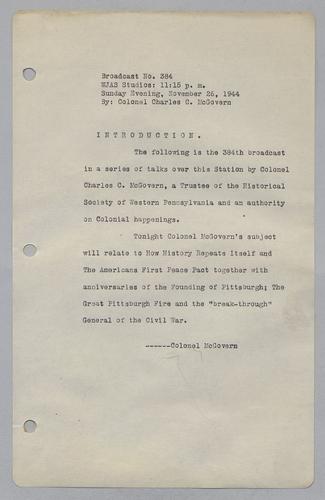 Broadcast No. 384
WJAS Studios: 11:15 p. m.
Sunday Evening, November 26, 1944
By: Colonel Charles C. McGovern
INTRODUCTION.
The following is the 384th broadcast
in a series of talks over this Station by Colonel
Charles C. McGovern, a Trustee of the Historical
Society of Western Pennsylvania and an authority
on Colonial happenings.
Tonight Colonel McGovern's subject
will relate to How History Repeats Itself and
The Americans First Peace Pact together with
anniversaries of the Founding of Pittsburgh; The
Great Pittsburgh Fire and the "break-through"
General of the Civil War.
------Colonel McGovern